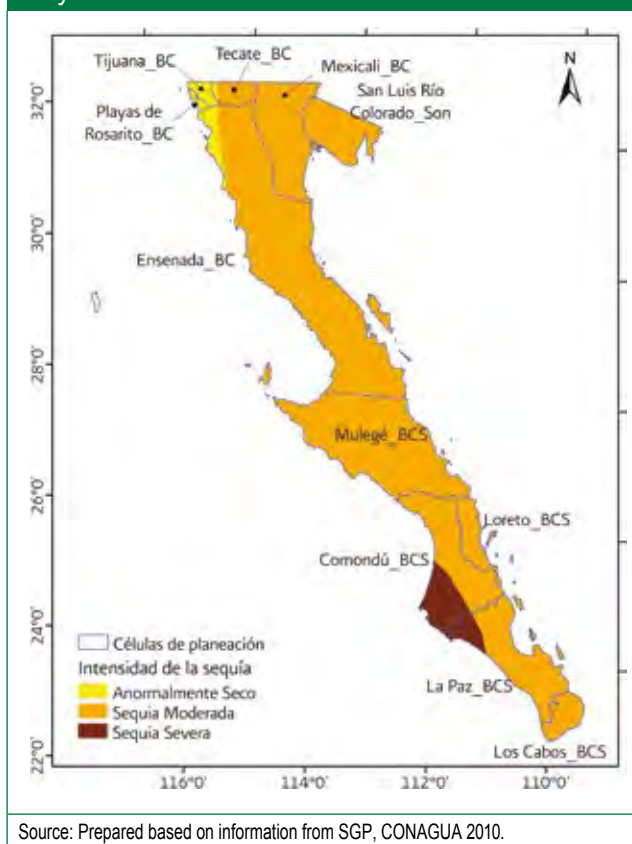 Tijuana_BC
Tecate_BC
Mexicali_BC
San Luis Río
Colorado_Son
Playas de
Rosarito_BC
Ensenada_BC
Mulegé_BCS
Loreto_BCS
Comondú_BCS
La Paz_BCS
Los Cabos_BCS
N
32°0'
30°0'
28°0'
26°0'
24°0'
22°0'
Células de planeación
Intensidad de la sequía
Anormalmente Seco
Sequia Moderada
Sequia Severa
116°0'
114°0'
112°0'
110°0'
Source: Prepared based on information from SGP, CONAGUA 2010.